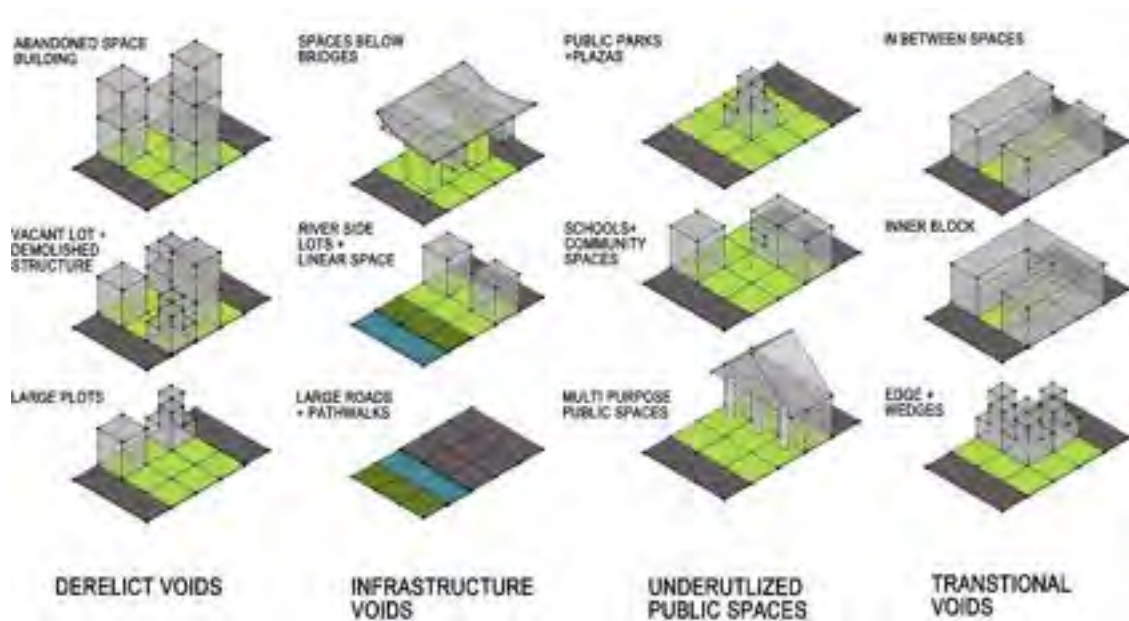 ABANDONED SPACE
BUILDING
SPACES BELOW
BRIDGES
PUBLIC PARKS
+PLAZAS
IN BETWEEN SPACES
VACANT LOT +
DEMOLISHED
STRUCTURE
RIVER SIDE
LOTS +
LINEAR SPACE
SCHOOLS+
COMMUNITY
SPACES
INNER BLOCK
LARGE PLOTS
LARGE ROADS
+ PATHWALKS
MULTI PURPOSE
PUBLIC SPACES
EDGE +
WEDGES
DERELICT VOIDS
INFRASTRUCTURE
VOIDS
UNDERUTLIZED
PUBLIC SPACES
TRANSTIONAL
VOIDS